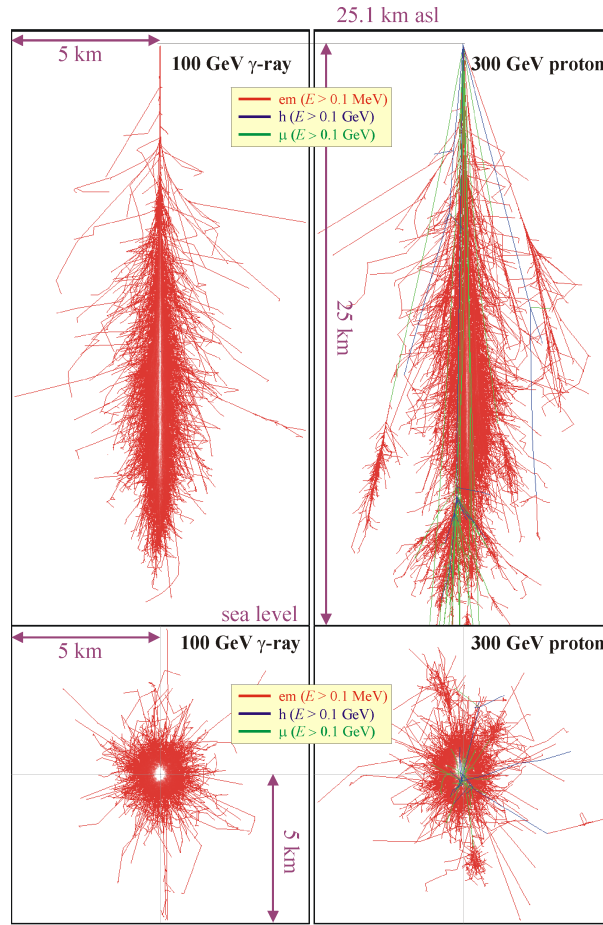 25.1 km asl
5 km
100 GeV γ-ray
300 GeV proton
em (E > 0.1 MeV)
h (E > 0.1 GeV)
μ (E > 0.1 GeV)
25 km
sea level
5 km
100 GeV γ-ray
300 GeV proton
em (E > 0.1 MeV)
h (E > 0.1 GeV)
μ (E > 0.1 GeV)
5 km